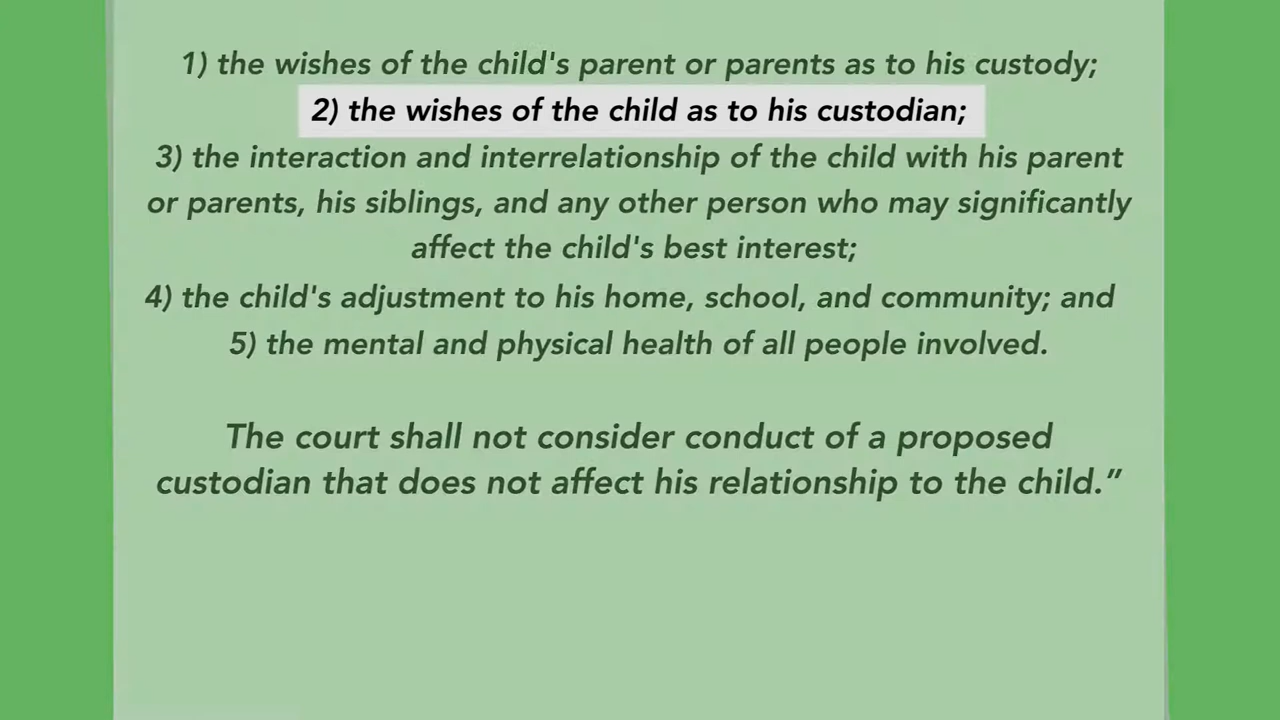 1) the wishes of the child's parent or parents as to his custody;
2) the wishes of the child as to his custodian;
3) the interaction and interrelationship of the child with his parent
or parents, his siblings, and any other person who may significantly
affect the child's best interest;
4) the child's adjustment to his home, school, and community; and
5) the mental and physical health of all people involved.
The court shall not consider conduct of a proposed
custodian that does not affect his relationship to the child.”